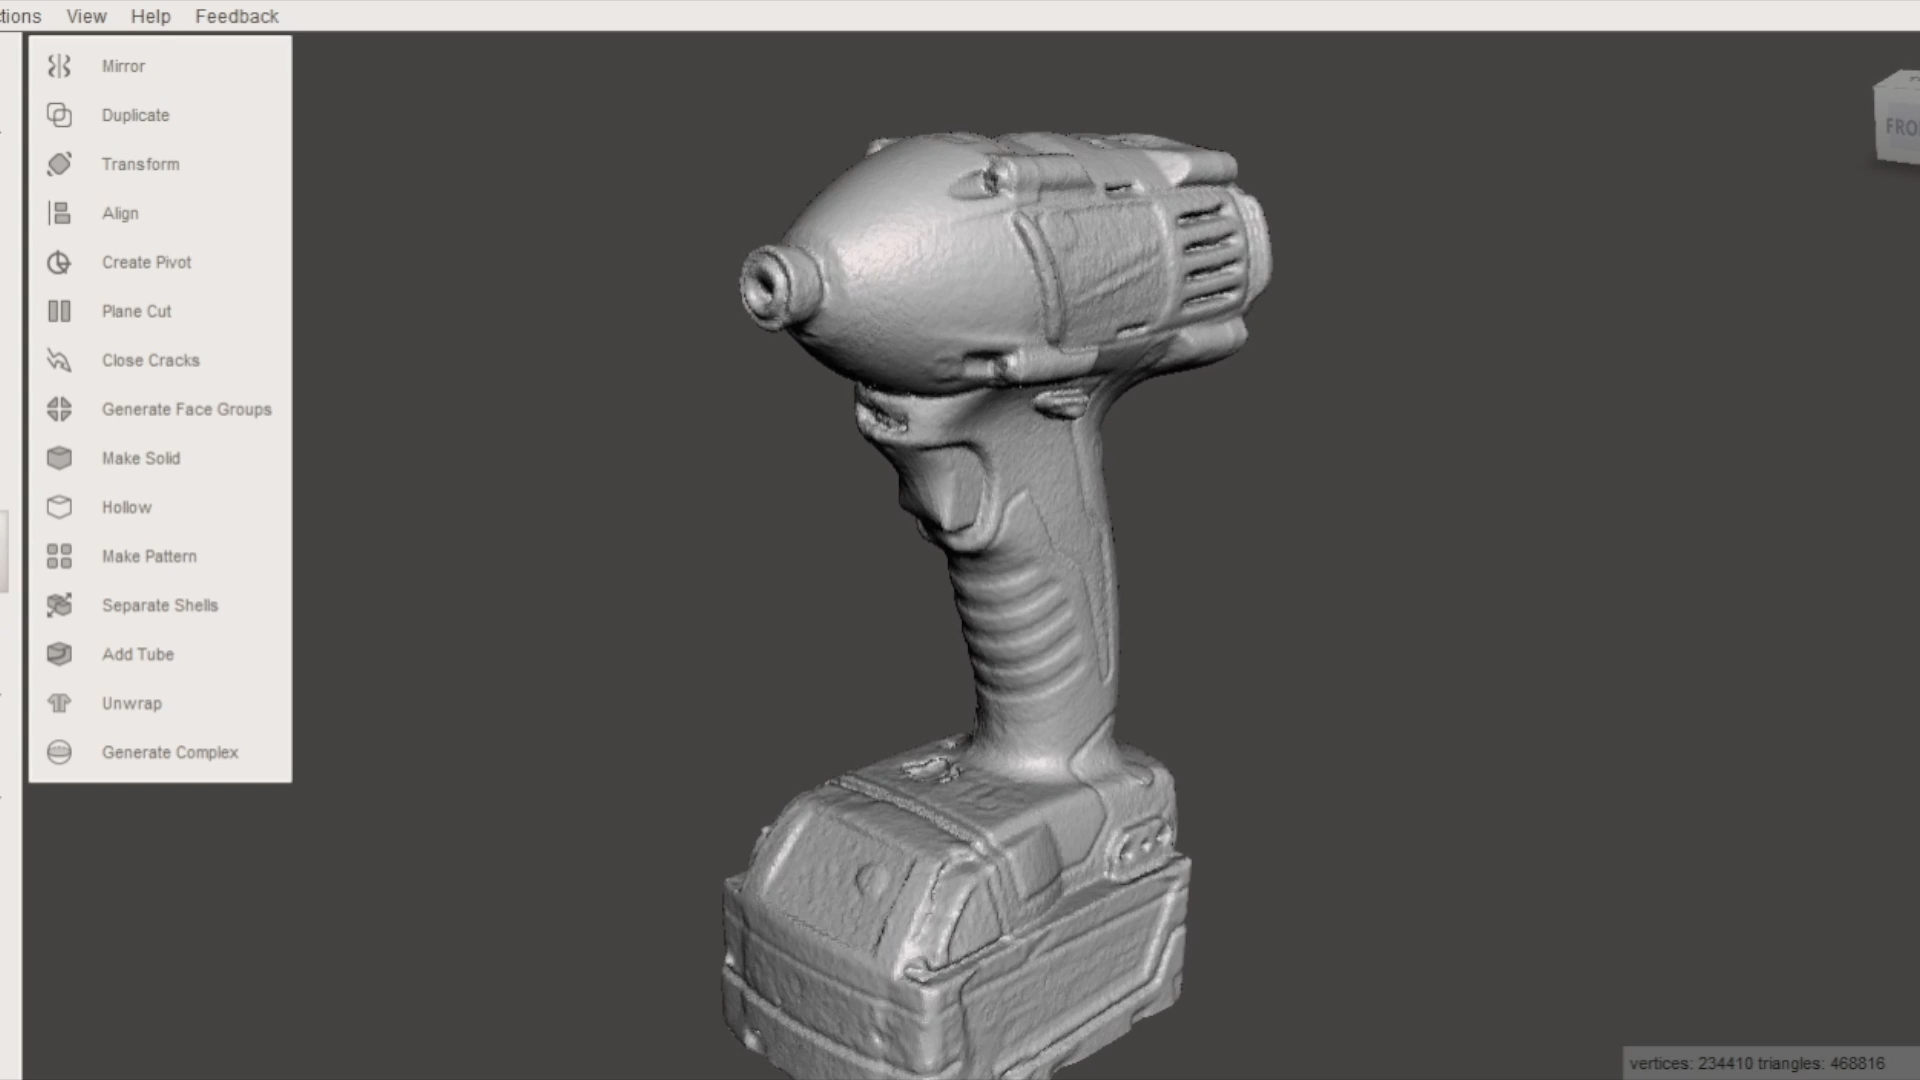 tions View Help Feedback
Mirror
Duplicate
Transform
Align
Create Pivot
Plane Cut
Close Cracks
Generate Face Groups
Make Solid
Hollow
Make Pattern
Separate Shells
Add Tube
Unwrap
Generate Complex
FRO
vertices: 234410 triangles: 468816